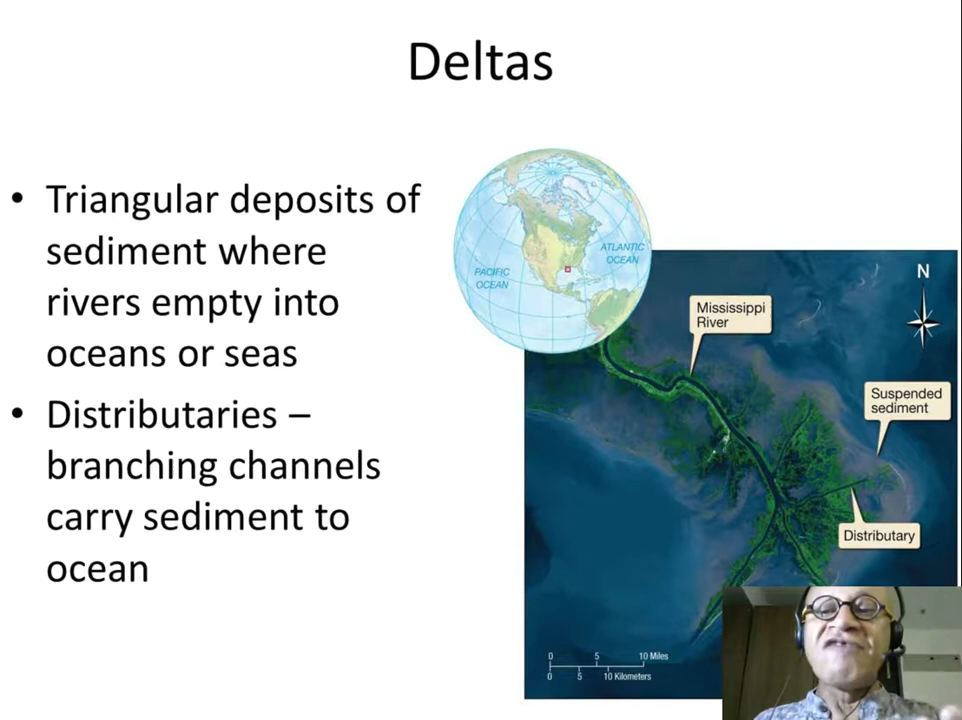 Deltas
• Triangular deposits of
sediment where
rivers empty into
oceans or seas
• Distributaries –
branching channels
carry sediment to
ocean
PACIFIC
OCEAN
ATLANTIC
OCEAN
N
Mississippi
River
Suspended
sediment
Distributary
0 5 10 Miles
0 5 10 Kilometers